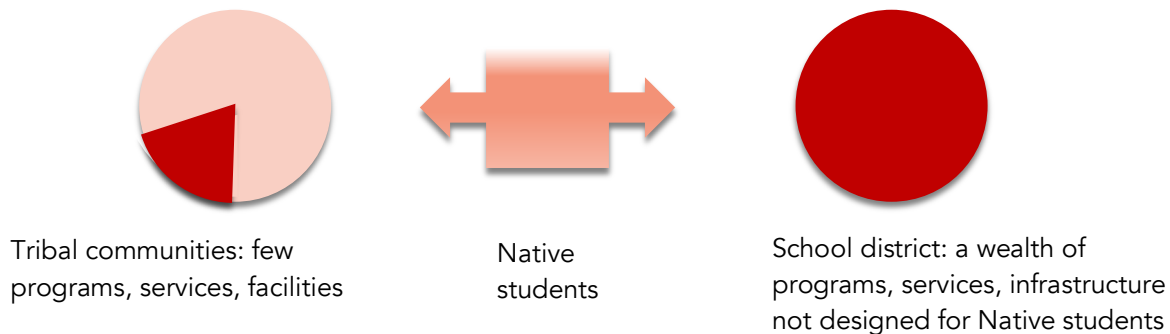 Tribal communities: few
programs, services, facilities
Native
students
School district: a wealth of
programs, services, infrastructure
not designed for Native students